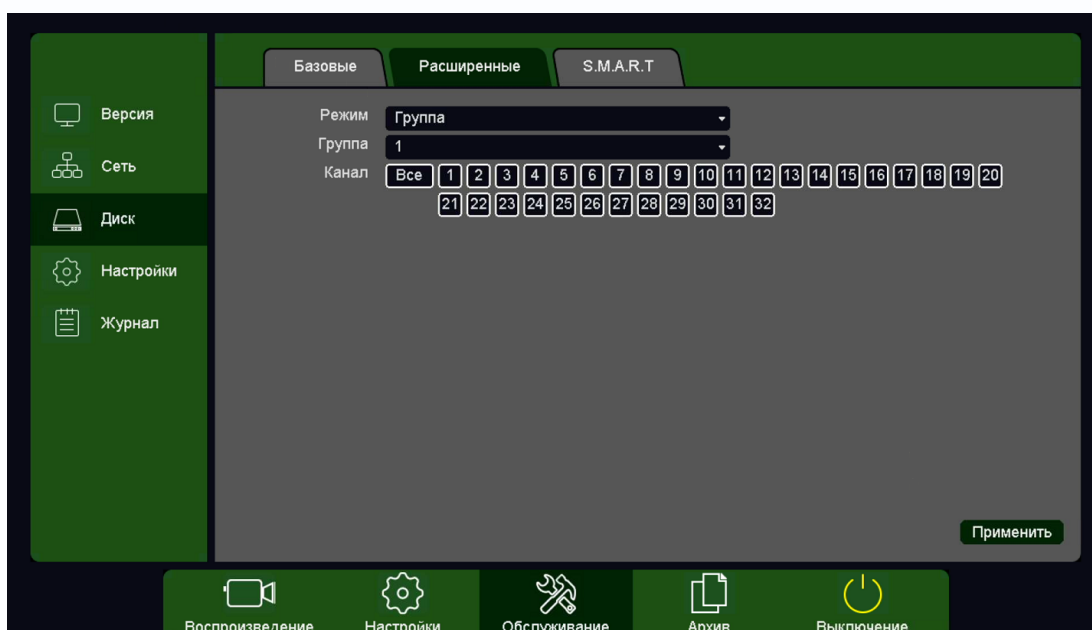 Базовые Расширенные S.M.A.R.T
Версия
Сеть
Диск
Настройки
Журнал
Режим Группа
Группа 1
Канал Все 1 2 3 4 5 6 7 8 9 10 11 12 13 14 15 16 17 18 19 20
21 22 23 24 25 26 27 28 29 30 31 32
Применить
Воспроизведение Настройки Обслуживание Архив Выключение